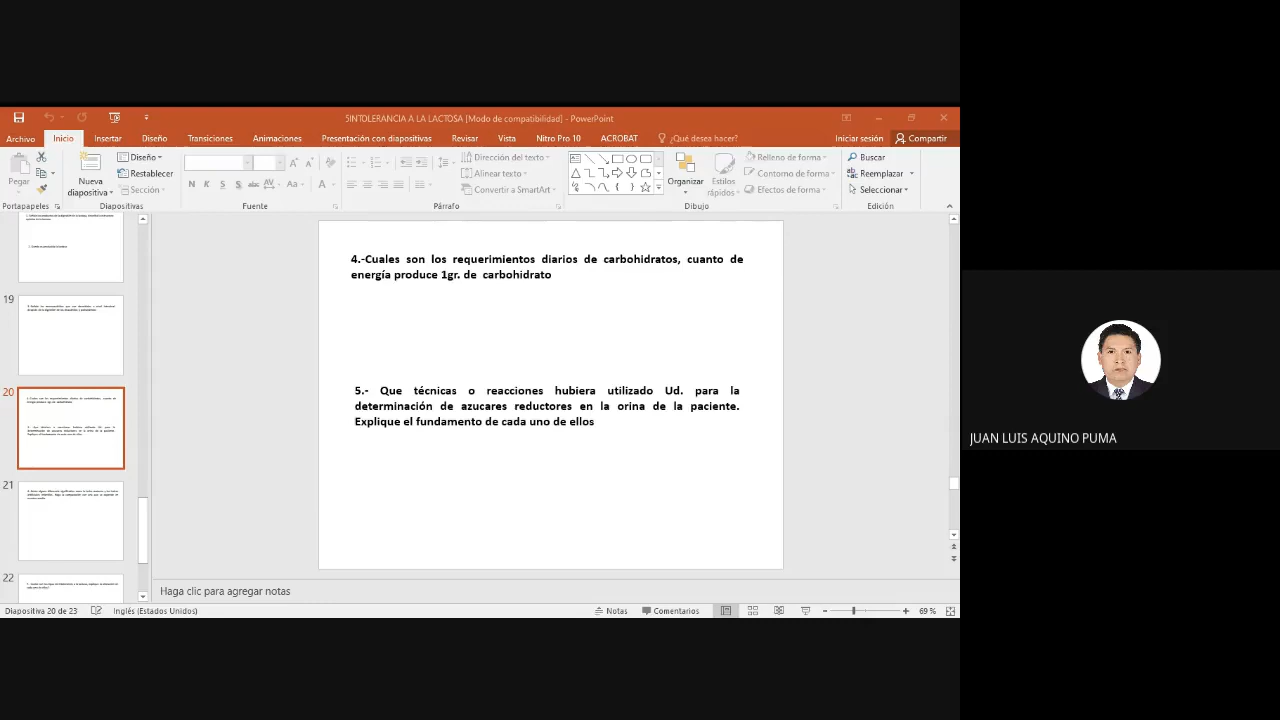 5INTOLERANCIA A LA LACTOSA [Modo de compatibilidad] - PowerPoint
Archivo Inicio Insertar Diseño Transiciones Animaciones Presentación con diapositivas Revisar Vista Nitro Pro 10 ACROBAT ¿Qué desea hacer? Iniciar sesión Compartir
Pegar
Nueva diapositiva
Diseño
Restablecer
Sección
N K S S abc AV Aa A
Dirección del texto
Alinear texto
Convertir a SmartArt
Organizar
Estilos rápidos
Relleno de forma
Contorno de forma
Efectos de forma
Buscar
Reemplazar
Seleccionar
Portapapeles Diapositivas Fuente Párrafo Dibujo Edición
19
20
21
22
4.-Cuales son los requerimientos diarios de carbohidratos, cuanto de
energía produce 1gr. de carbohidrato
5.- Que técnicas o reacciones hubiera utilizado Ud. para la
determinación de azucares reductores en la orina de la paciente.
Explique el fundamento de cada uno de ellos
JUAN LUIS AQUINO PUMA
Haga clic para agregar notas
Diapositiva 20 de 23 Inglés (Estados Unidos) Notas Comentarios 69 %